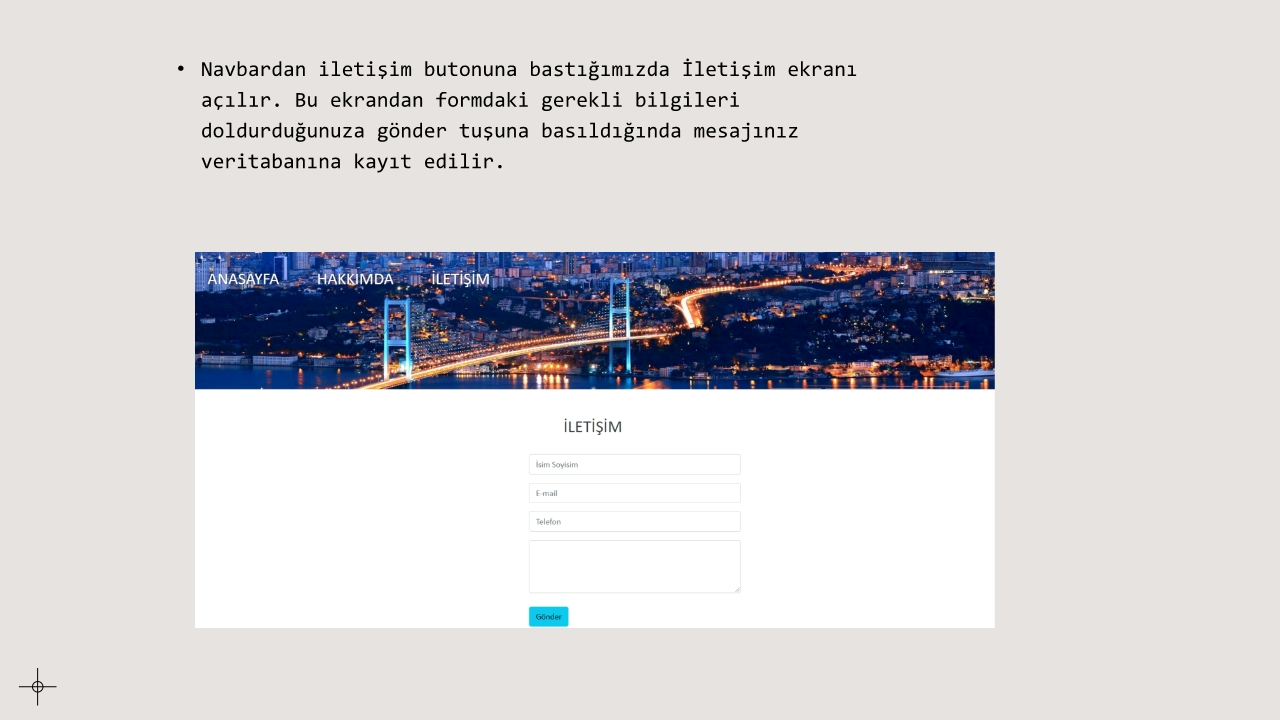 • Navbardan iletişim butonuna bastığımızda İletişim ekranı
açılır. Bu ekrandan formdaki gerekli bilgileri
doldurduğunuza gönder tuşuna basıldığında mesajınız
veritabanına kayıt edilir.
ANASAYFA HAKKIMDA İLETİŞİM
İLETİŞİM
İsim Soyisim
E-mail
Telefon
Gönder